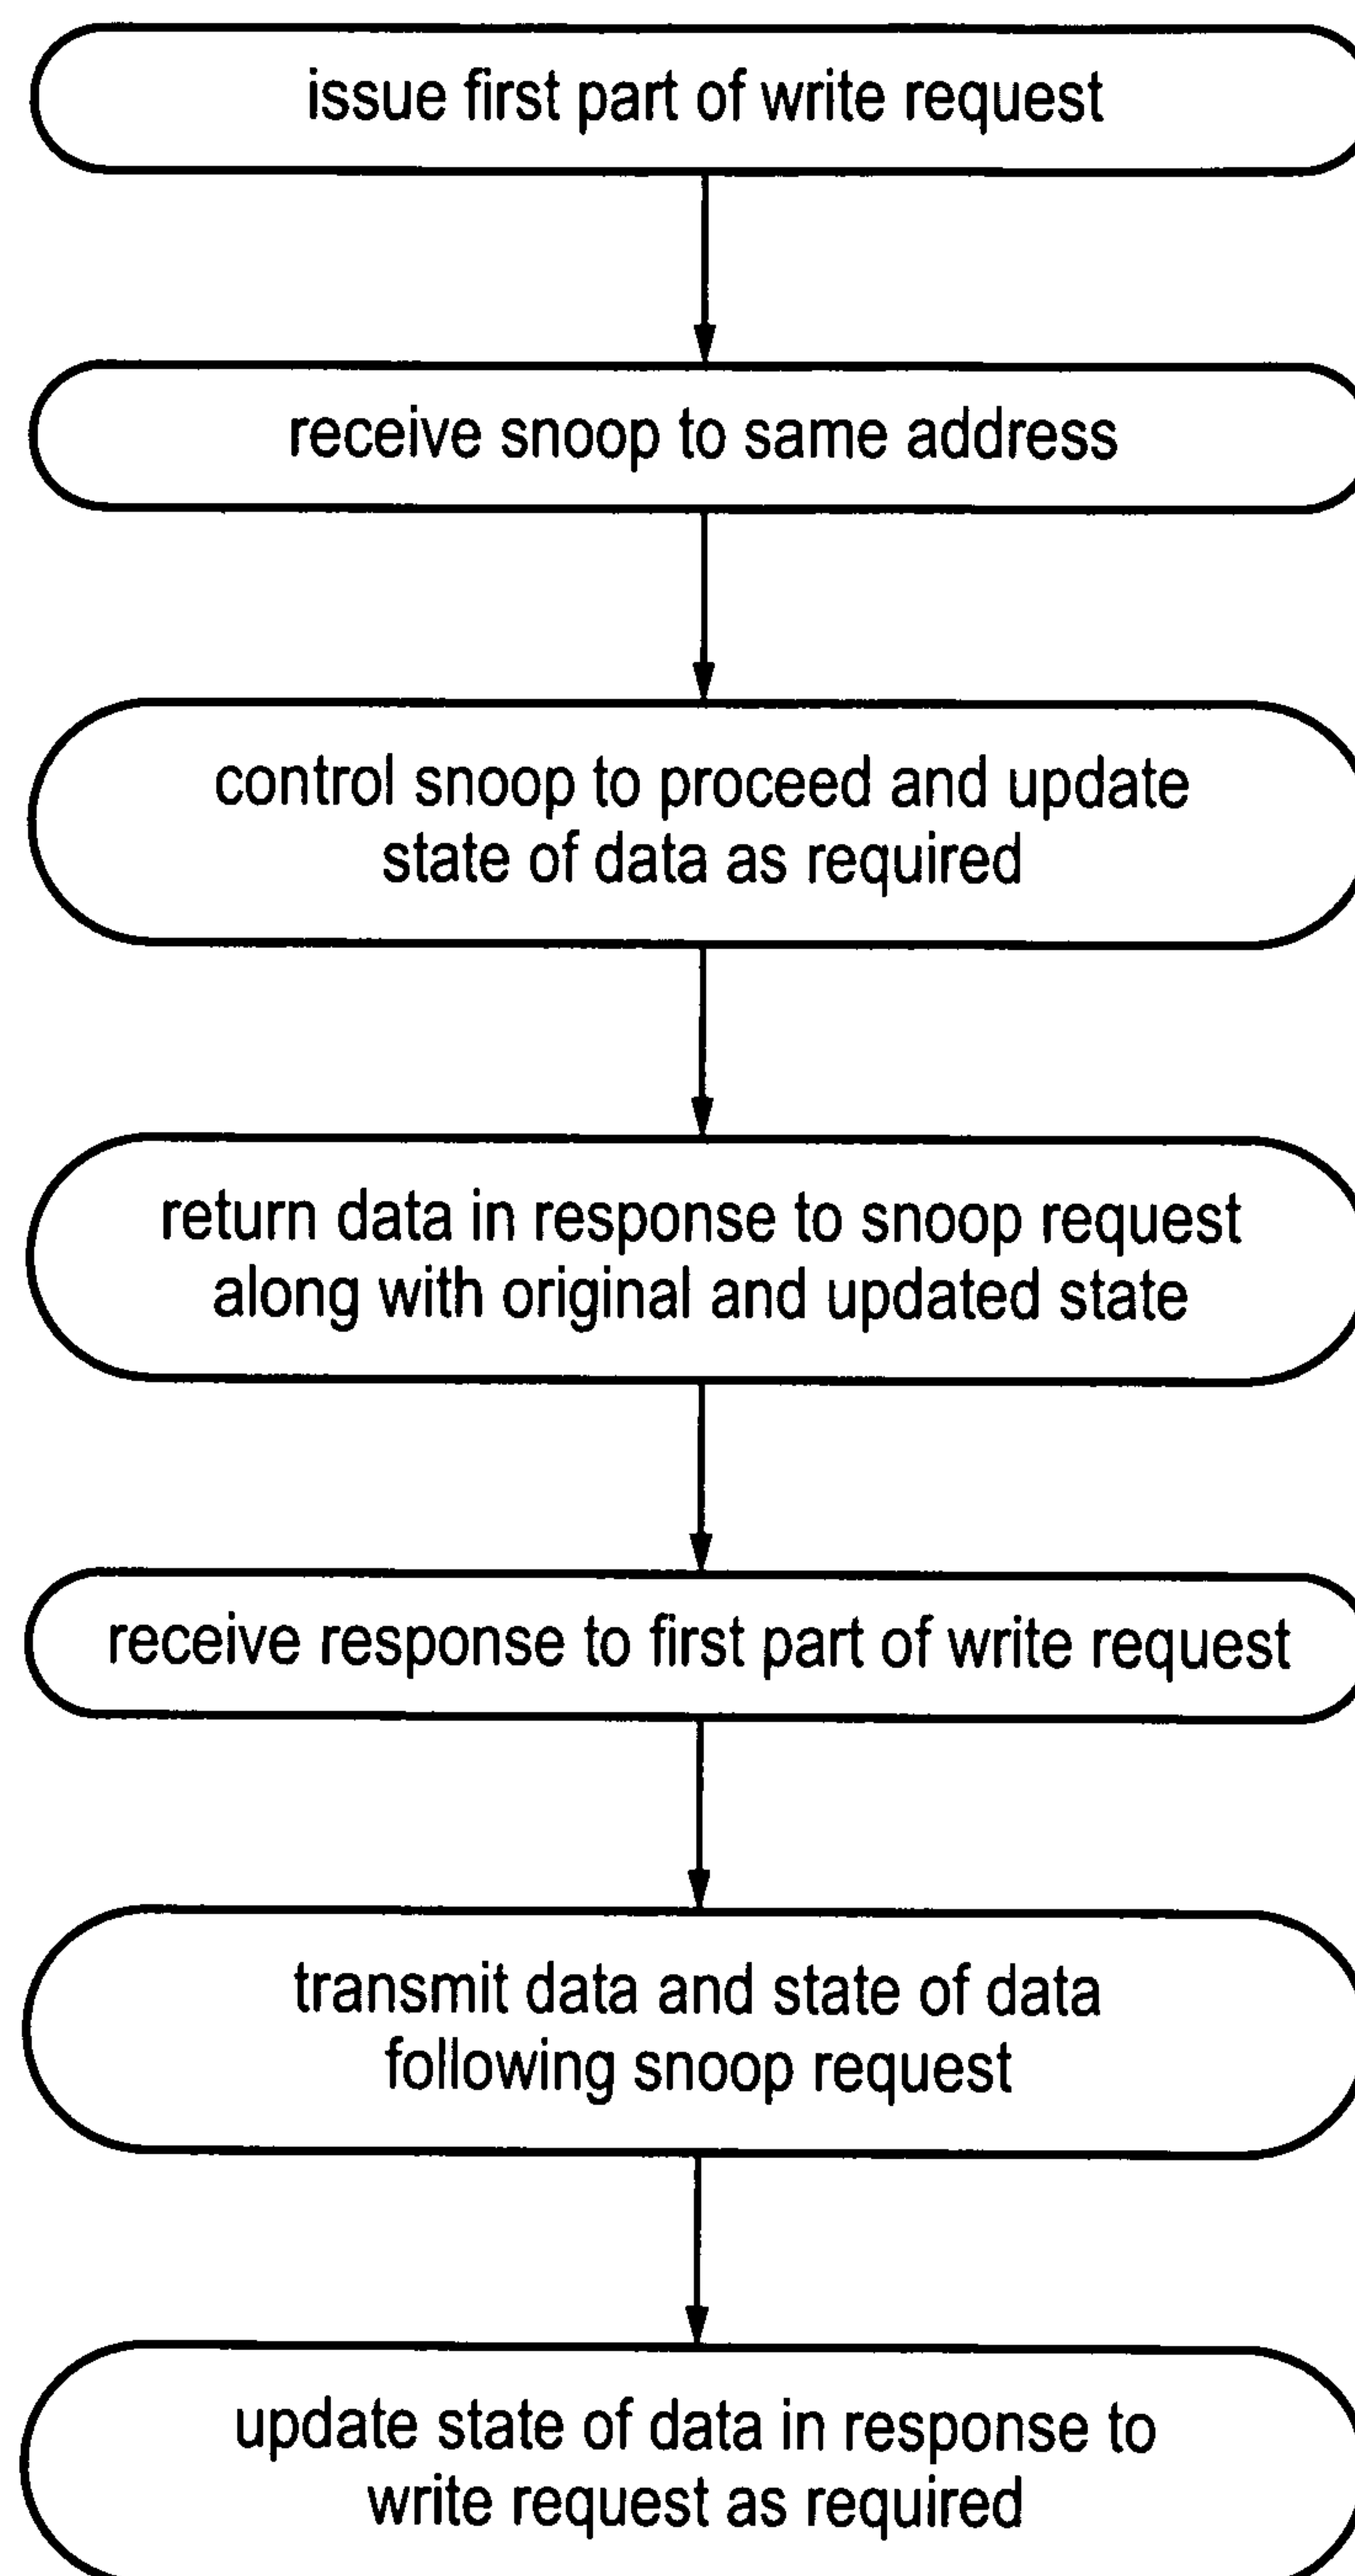 issue first part of write request
receive snoop to same address
control snoop to proceed and update
state of data as required
return data in response to snoop request
along with original and updated state
receive response to first part of write request
transmit data and state of data
following snoop request
update state of data in response to
write request as required